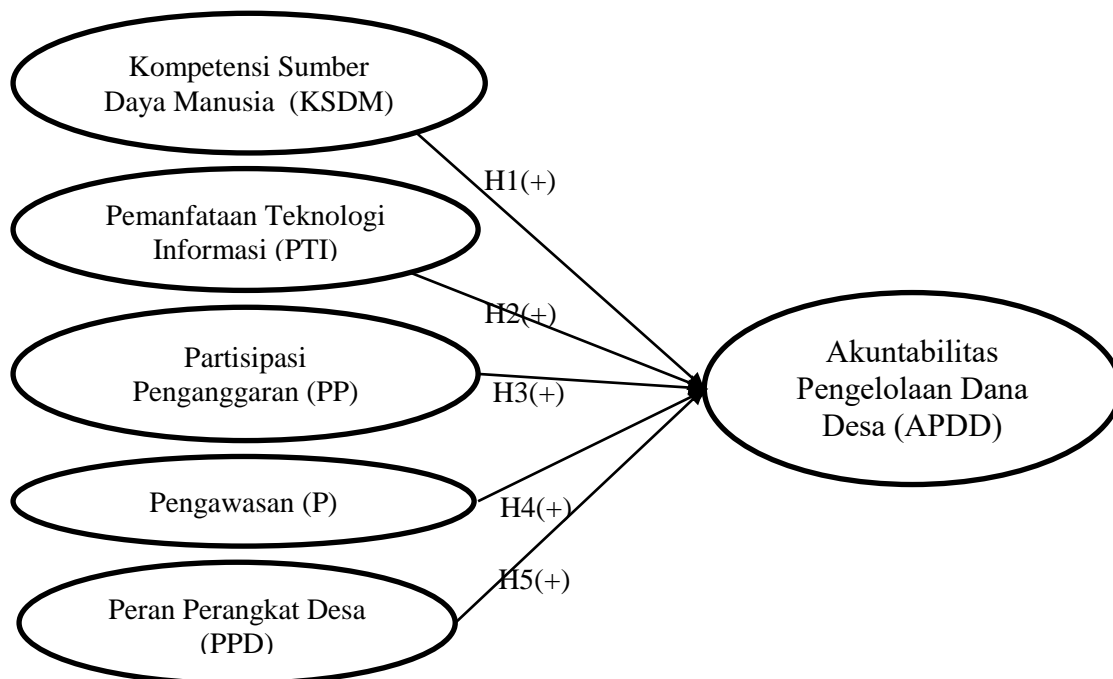 Kompetensi Sumber
Daya Manusia (KSDM)
H1(+)
Pemanfataan Teknologi
Informasi (PTI)
H2(+)
Partisipasi
Penganggaran (PP)
H3(+)
Akuntabilitas
Pengelolaan Dana
Desa (APDD)
Pengawasan (P)
H4(+)
H5(+)
Peran Perangkat Desa
(PPD)